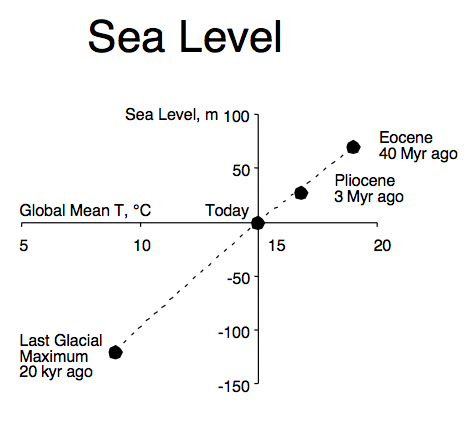 Sea Level
Sea Level, m 100
Eocene
40 Myr ago
50
Pliocene
3 Myr ago
Global Mean T, °C Today
5 10 15 20
-50
-100
Last Glacial
Maximum
20 kyr ago
-150